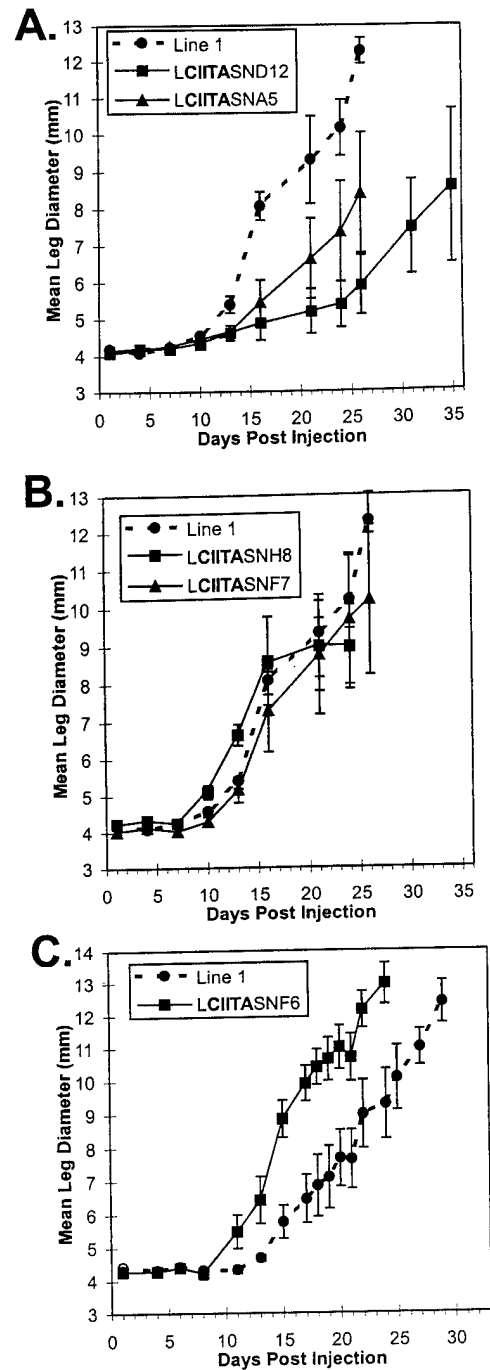 A.
Mean Leg Diameter (mm)
13
12
11
10
9
8
7
6
5
4
3
Line 1
LCIITASND12
LCIITASNA5
0 5 10 15 20 25 30 35
Days Post Injection
B.
Mean Leg Diameter (mm)
13
12
11
10
9
8
7
6
5
4
3
Line 1
LCIITASNH8
LCIITASNF7
0 5 10 15 20 25 30 35
Days Post Injection
C.
Mean Leg Diameter (mm)
14
13
12
11
10
9
8
7
6
5
4
3
Line 1
LCIITASNF6
0 5 10 15 20 25 30
Days Post Injection